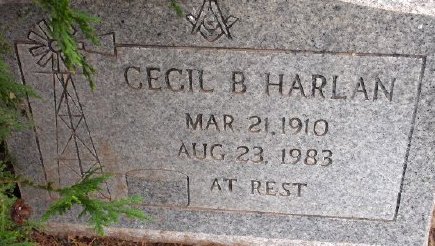 CECIL B HARLAN
MAR. 21, 1910
AUG. 23, 1983
AT REST